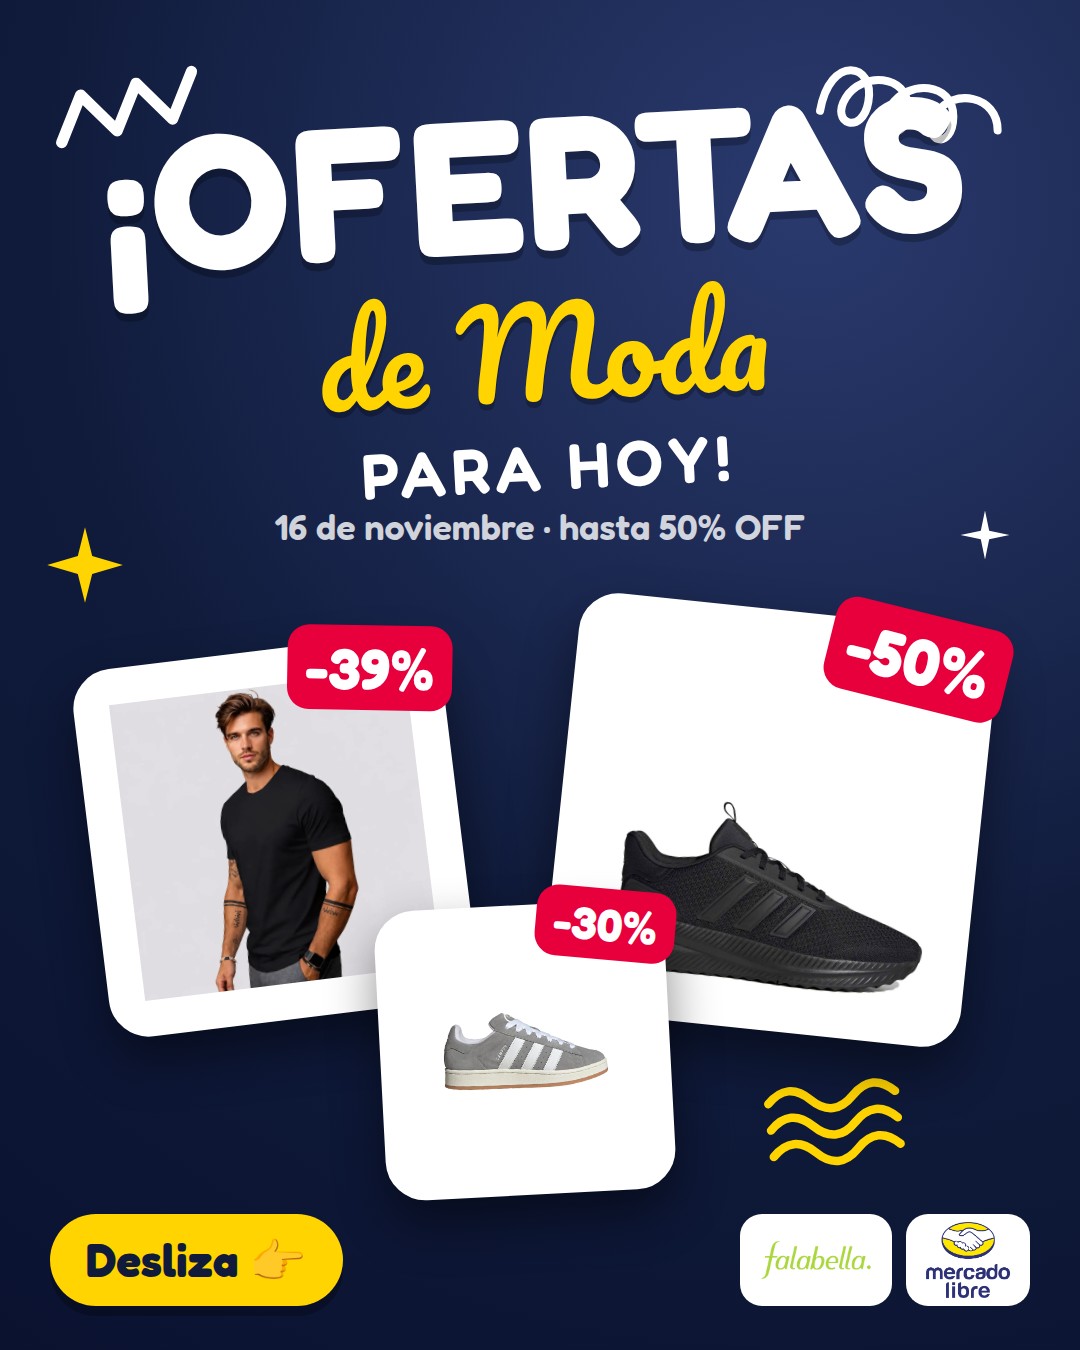 ¡OFERTAS
de Moda
PARA HOY!
16 de noviembre · hasta 50% OFF
-39%
-50%
-30%
Desliza 👉
falabella.
mercado
libre